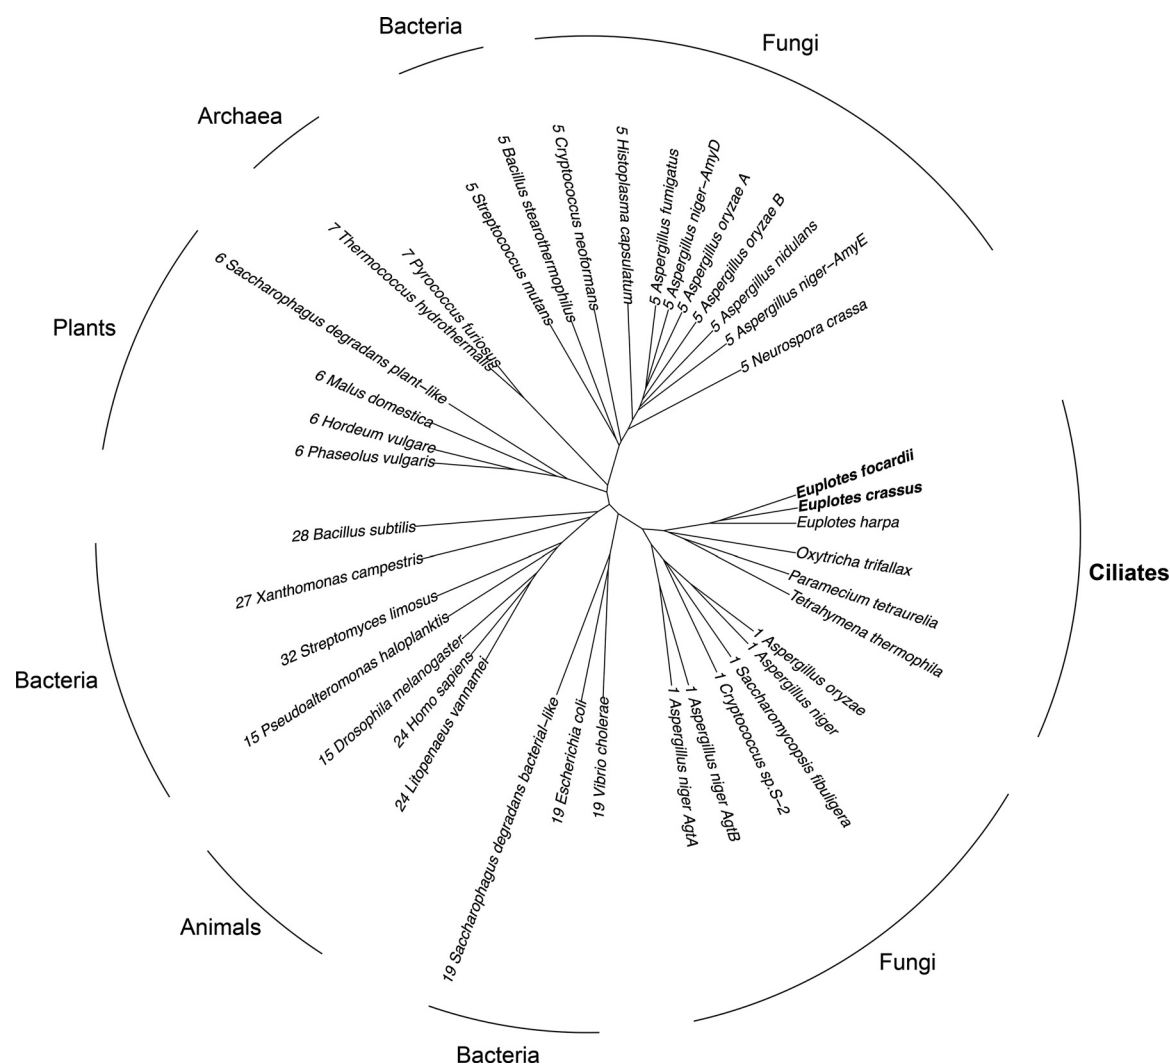 Bacteria
Fungi
Archaea
Plants
Ciliates
Bacteria
Animals
Bacteria
Fungi
5 Streptococcus mutans
5 Bacillus stearothermophilus
5 Cryptococcus neoformans
5 Histoplasma capsulatum
5 Aspergillus fumigatus
5 Aspergillus niger–AmyD
5 Aspergillus oryzae A
5 Aspergillus oryzae B
5 Aspergillus nidulans
5 Aspergillus niger–AmyE
5 Neurospora crassa
Euplotes focardii
Euplotes crassus
Euplotes harpa
Oxytricha trifallax
Paramecium tetraurelia
Tetrahymena thermophila
1 Aspergillus oryzae
1 Aspergillus niger
1 Saccharomycopsis fibuligera
1 Cryptococcus sp.S–2
1 Aspergillus niger AgtB
1 Aspergillus niger AgtA
19 Vibrio cholerae
19 Escherichia coli
19 Saccharophagus degradans bacterial–like
24 Litopenaeus vannamei
24 Homo sapiens
15 Drosophila melanogaster
15 Pseudoalteromonas haloplanktis
32 Streptomyces limosus
27 Xanthomonas campestris
28 Bacillus subtilis
6 Phaseolus vulgaris
6 Hordeum vulgare
6 Malus domestica
6 Saccharophagus degradans plant–like
7 Thermococcus hydrothermalis
7 Pyrococcus furiosus